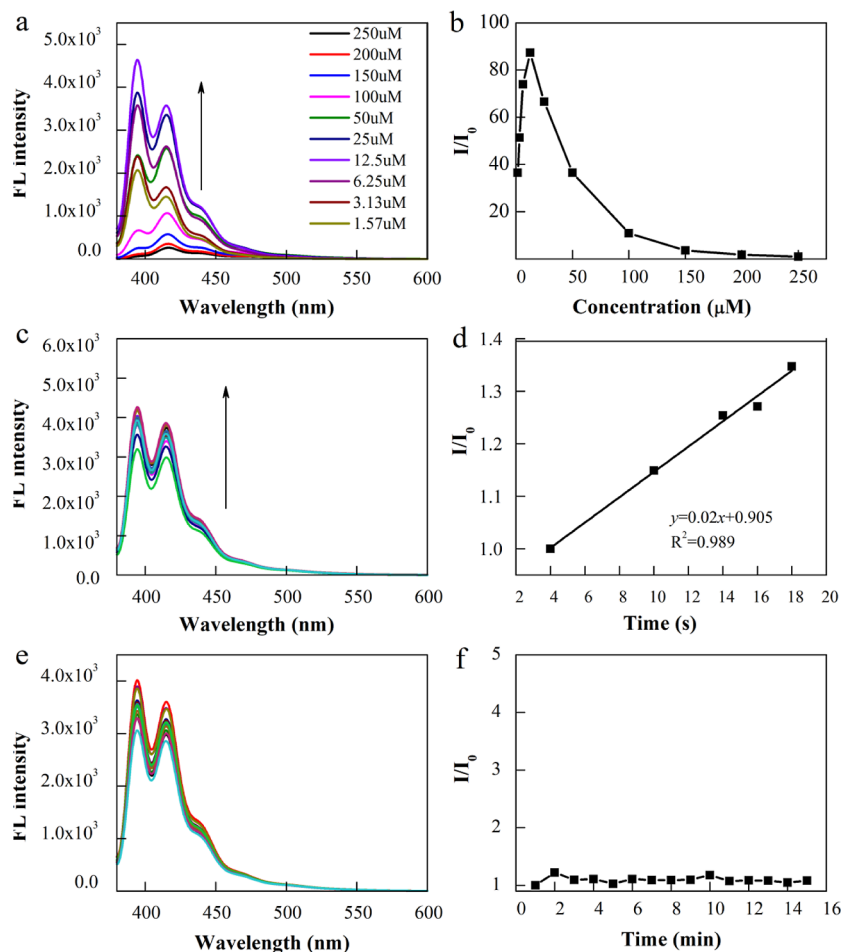 a
5.0x10³
4.0x10³
3.0x10³
2.0x10³
1.0x10³
0.0
FL intensity
400 450 500 550 600
Wavelength (nm)
250uM
200uM
150uM
100uM
50uM
25uM
12.5uM
6.25uM
3.13uM
1.57uM
b
100
80
60
40
20
0
I/I₀
0 50 100 150 200 250
Concentration (μM)
c
6.0x10³
5.0x10³
4.0x10³
3.0x10³
2.0x10³
1.0x10³
0.0
FL intensity
400 450 500 550 600
Wavelength (nm)
d
1.4
1.3
1.2
1.1
1.0
I/I₀
y=0.02x+0.905
R²=0.989
2 4 6 8 10 12 14 16 18 20
Time (s)
e
4.0x10³
3.0x10³
2.0x10³
1.0x10³
0.0
FL intensity
400 450 500 550 600
Wavelength (nm)
f
5
4
3
2
1
I/I₀
0 2 4 6 8 10 12 14 16
Time (min)